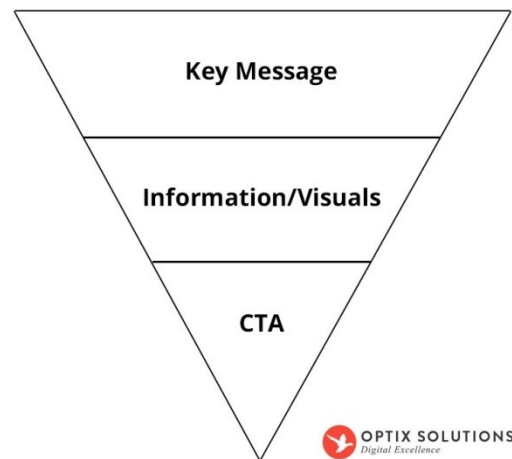 Key Message
Information/Visuals
CTA
OPTIX SOLUTIONS
Digital Excellence